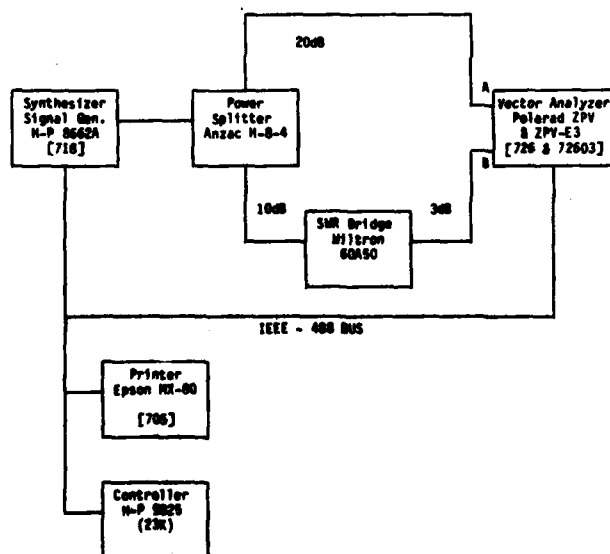 20dB
Synthesizer
Signal Gen.
H-P 8662A
[718]
Power
Splitter
Anzac H-8-4
A
Vector Analyzer
Polarad ZPV
& ZPV-E3
[726 & 72603]
B
10dB
3dB
SWR Bridge
Wiltron
60A50
IEEE - 488 BUS
Printer
Epson MX-80
[706]
Controller
H-P 9825
(23K)